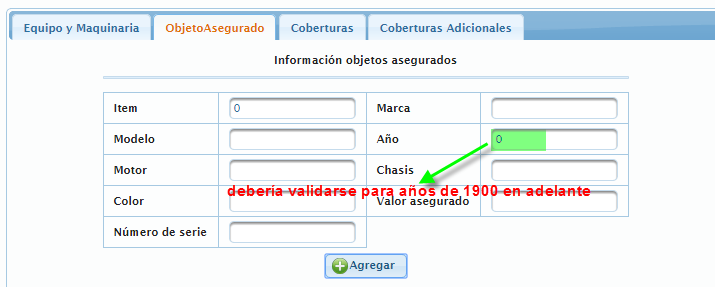 Equipo y Maquinaria ObjetoAsegurado Coberturas Coberturas Adicionales
Información objetos asegurados
Item 0 Marca
Modelo Año 0
Motor Chasis
debería validarse para años de 1900 en adelante
Color Valor asegurado
Número de serie
Agregar